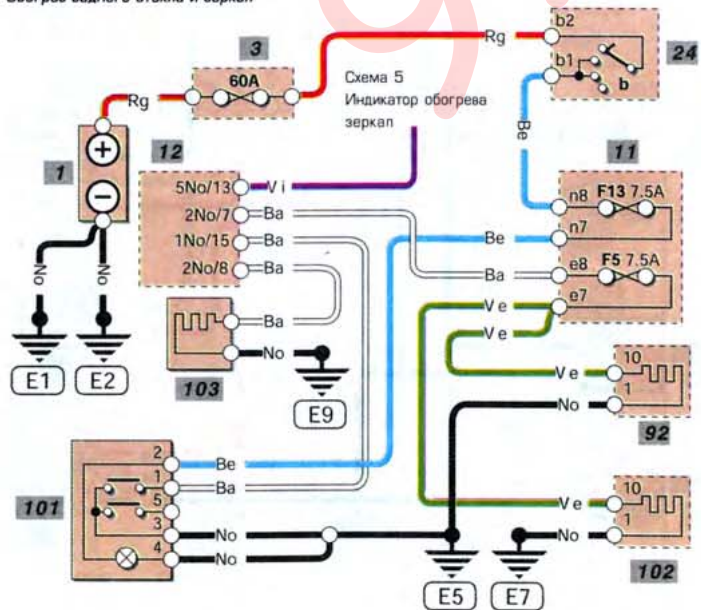 Обогрев заднего стекла и зеркал
3
60A
Rg
Rg
b2
b1
b
24
Схема 5
Индикатор обогрева
зеркал
Be
1
12
11
5No/13
Vi
2No/7
Ba
1No/15
Ba
2No/8
Ba
n8 F13 7.5A
n7
Be
e8 F5 7.5A
Ba
e7
Ve
Ve
No
No
E1
E2
Ba
No
103
E9
10
Ve
1
No
92
101
2
Be
1
Ba
5
3
No
4
No
10
Ve
1
No
102
E5
E7